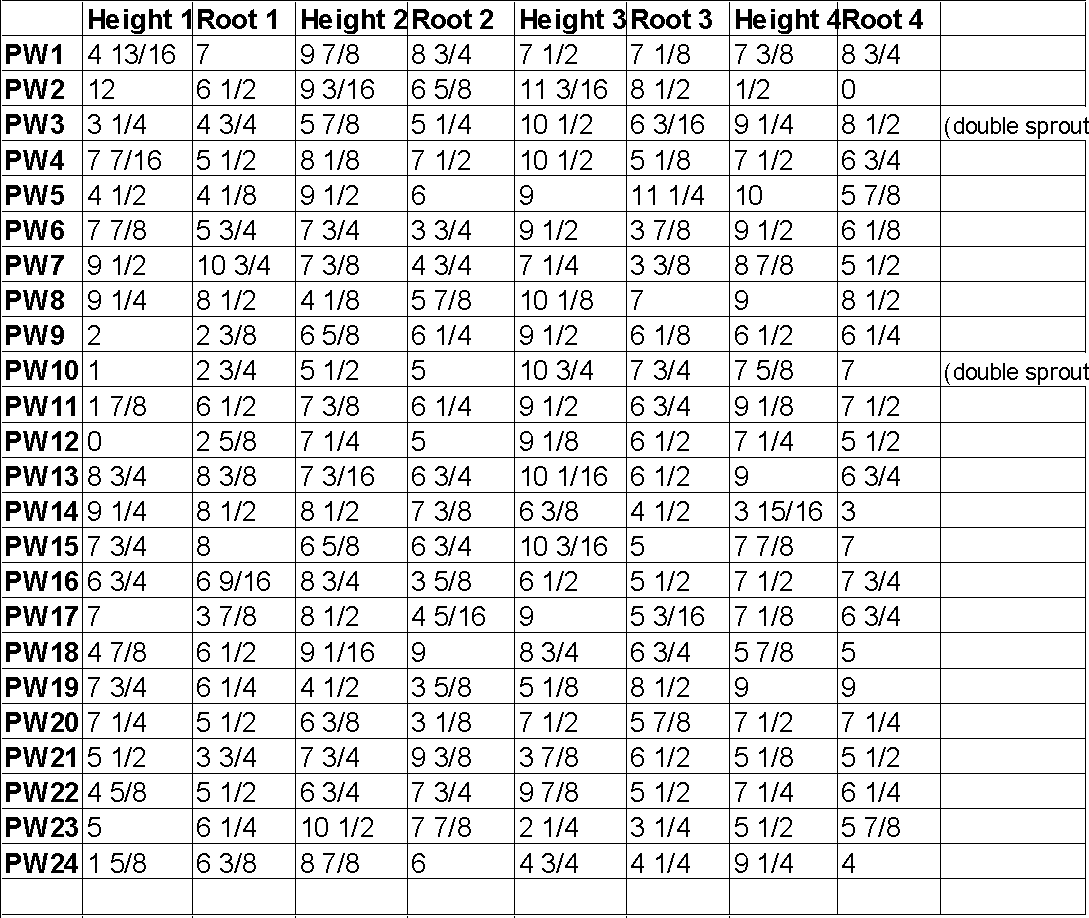 Height 1 Root 1 Height 2 Root 2 Height 3 Root 3 Height 4 Root 4
PW1 4 13/16 7 9 7/8 8 3/4 7 1/2 7 1/8 7 3/8 8 3/4
PW2 12 6 1/2 9 3/16 6 5/8 11 3/16 8 1/2 1/2 0
PW3 3 1/4 4 3/4 5 7/8 5 1/4 10 1/2 6 3/16 9 1/4 8 1/2 (double sprout
PW4 7 7/16 5 1/2 8 1/8 7 1/2 10 1/2 5 1/8 7 1/2 6 3/4
PW5 4 1/2 4 1/8 9 1/2 6 9 11 1/4 10 5 7/8
PW6 7 7/8 5 3/4 7 3/4 3 3/4 9 1/2 3 7/8 9 1/2 6 1/8
PW7 9 1/2 10 3/4 7 3/8 4 3/4 7 1/4 3 3/8 8 7/8 5 1/2
PW8 9 1/4 8 1/2 4 1/8 5 7/8 10 1/8 7 9 8 1/2
PW9 2 2 3/8 6 5/8 6 1/4 9 1/2 6 1/8 6 1/2 6 1/4
PW10 1 2 3/4 5 1/2 5 10 3/4 7 3/4 7 5/8 7 (double sprout
PW11 1 7/8 6 1/2 7 3/8 6 1/4 9 1/2 6 3/4 9 1/8 7 1/2
PW12 0 2 5/8 7 1/4 5 9 1/8 6 1/2 7 1/4 5 1/2
PW13 8 3/4 8 3/8 7 3/16 6 3/4 10 1/16 6 1/2 9 6 3/4
PW14 9 1/4 8 1/2 8 1/2 7 3/8 6 3/8 4 1/2 3 15/16 3
PW15 7 3/4 8 6 5/8 6 3/4 10 3/16 5 7 7/8 7
PW16 6 3/4 6 9/16 8 3/4 3 5/8 6 1/2 5 1/2 7 1/2 7 3/4
PW17 7 3 7/8 8 1/2 4 5/16 9 5 3/16 7 1/8 6 3/4
PW18 4 7/8 6 1/2 9 1/16 9 8 3/4 6 3/4 5 7/8 5
PW19 7 3/4 6 1/4 4 1/2 3 5/8 5 1/8 8 1/2 9 9
PW20 7 1/4 5 1/2 6 3/8 3 1/8 7 1/2 5 7/8 7 1/2 7 1/4
PW21 5 1/2 3 3/4 7 3/4 9 3/8 3 7/8 6 1/2 5 1/8 5 1/2
PW22 4 5/8 5 1/2 6 3/4 7 3/4 9 7/8 5 1/2 7 1/4 6 1/4
PW23 5 6 1/4 10 1/2 7 7/8 2 1/4 3 1/4 5 1/2 5 7/8
PW24 1 5/8 6 3/8 8 7/8 6 4 3/4 4 1/4 9 1/4 4